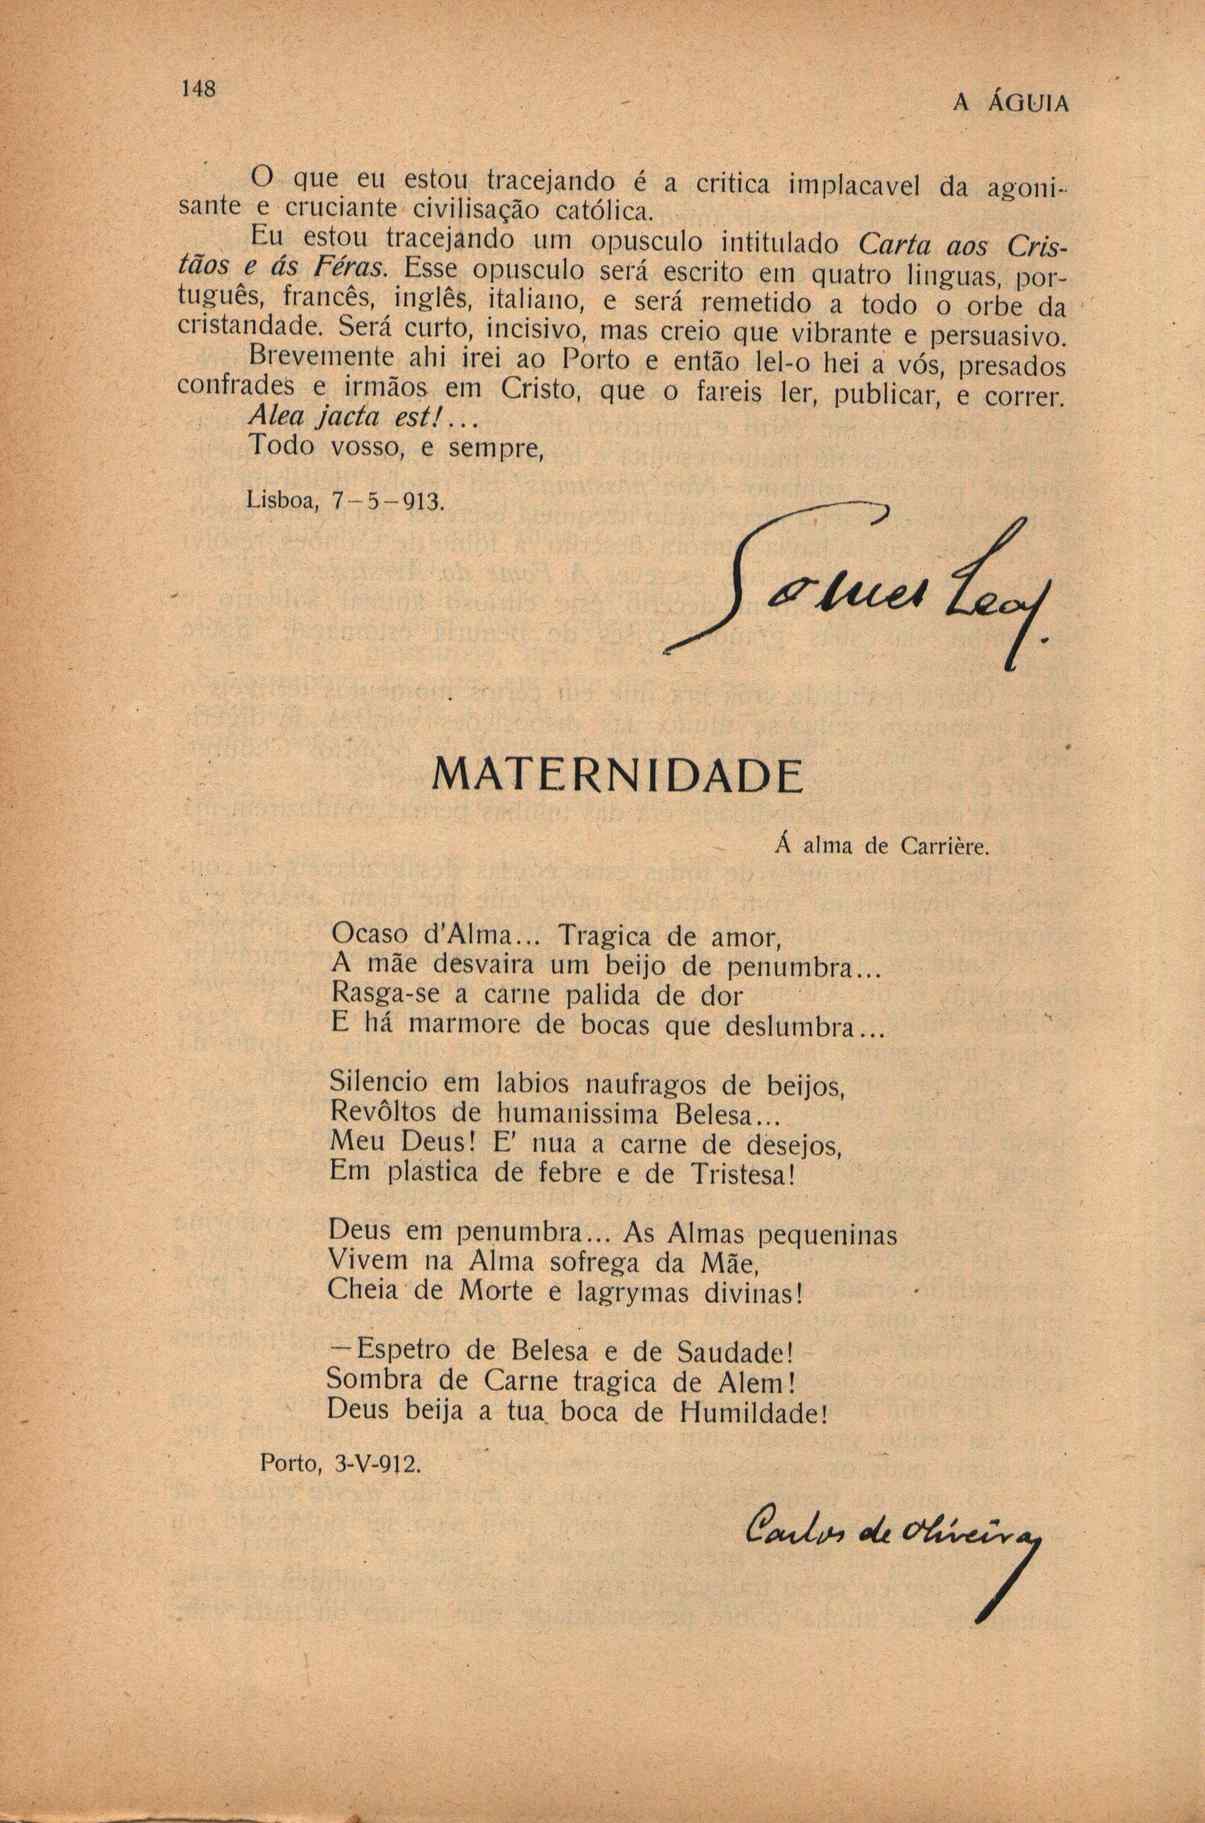 148
A ÁGUIA
O que eu estou tracejando é a critica implacavel da agoni-
sante e cruciante civilisação católica.
Eu estou tracejando um opusculo intitulado Carta aos Cris-
tãos e ás Féras. Esse opusculo será escrito em quatro linguas, por-
tuguês, francês, inglês, italiano, e será remetido a todo o orbe da
cristandade. Será curto, incisivo, mas creio que vibrante e persuasivo.
Brevemente ahi irei ao Porto e então lel-o hei a vós, presados
confrades e irmãos em Cristo, que o fareis ler, publicar, e correr.
Alea jacta est!...
Todo vosso, e sempre,
Lisboa, 7—5—913.
Gomes Leal.
MATERNIDADE
Á alma de Carrière.
Ocaso d'Alma... Tragica de amor,
A mãe desvaira um beijo de penumbra...
Rasga-se a carne palida de dor
E há marmore de bocas que deslumbra...
Silencio em labios naufragos de beijos,
Revôltos de humanissima Belesa...
Meu Deus! E' nua a carne de desejos,
Em plastica de febre e de Tristesa!
Deus em penumbra... As Almas pequeninas
Vivem na Alma sofrega da Mãe,
Cheia de Morte e lagrymas divinas!
—Espetro de Belesa e de Saudade!
Sombra de Carne tragica de Alem!
Deus beija a tua boca de Humildade!
Porto, 3-V-912.
Carlos de Oliveira